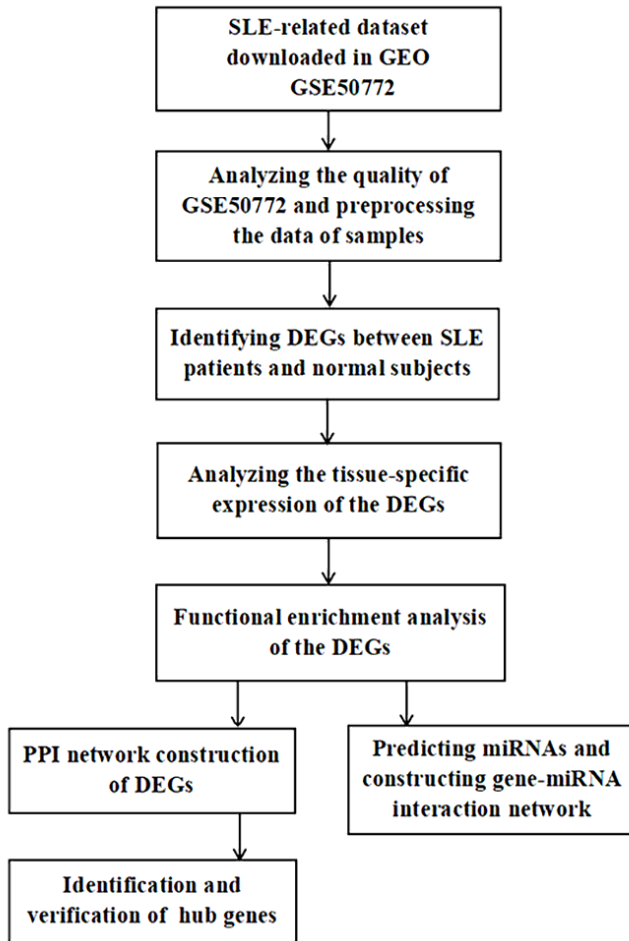 SLE-related dataset
downloaded in GEO
GSE50772
Analyzing the quality of
GSE50772 and preprocessing
the data of samples
Identifying DEGs between SLE
patients and normal subjects
Analyzing the tissue-specific
expression of the DEGs
Functional enrichment analysis
of the DEGs
PPI network construction
of DEGs
Predicting miRNAs and
constructing gene-miRNA
interaction network
Identification and
verification of hub genes